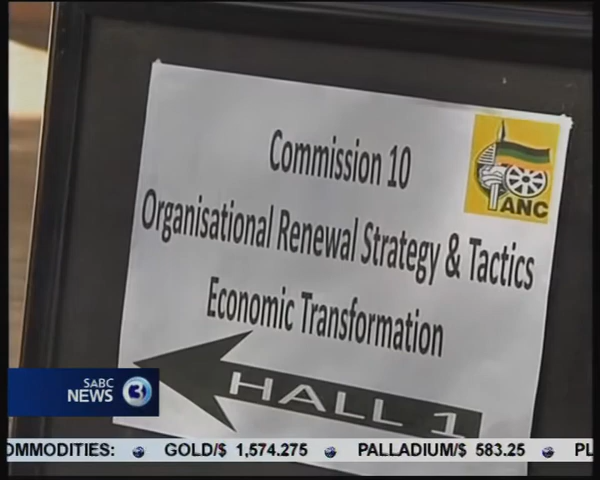 Commission 10
ANC
Organisational Renewal Strategy & Tactics
Economic Transformation
HALL 1
SABC
NEWS 3
OMMODITIES: GOLD/$ 1,574.275 PALLADIUM/$ 583.25 PL